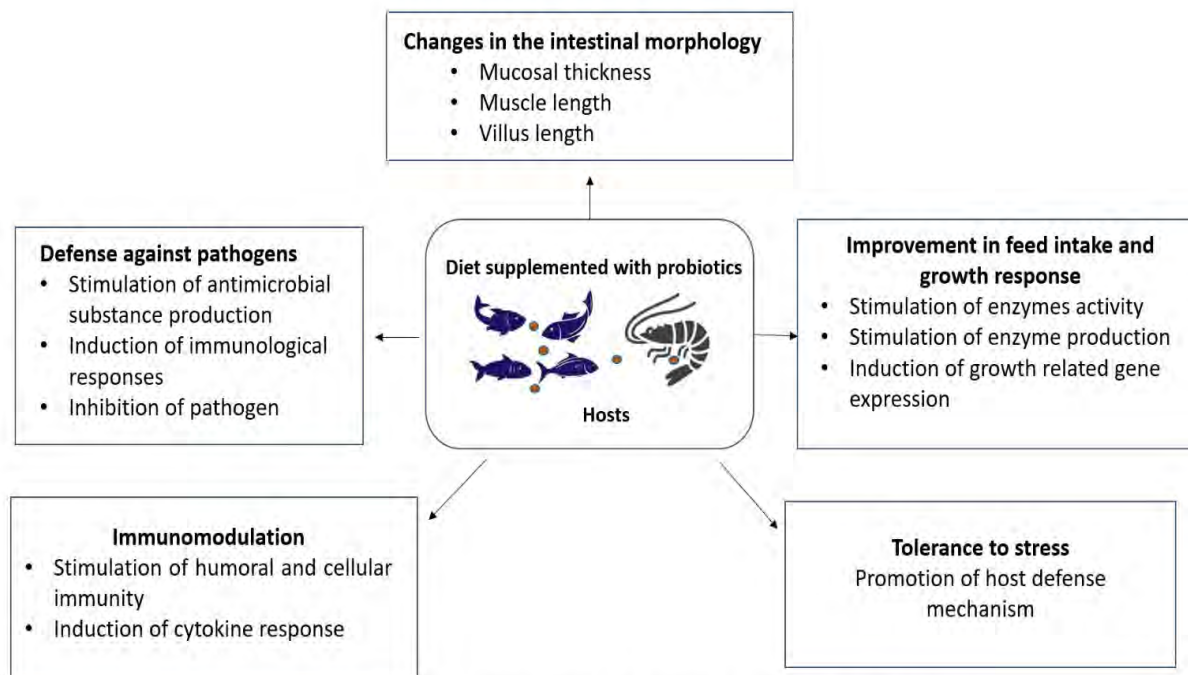 Changes in the intestinal morphology
• Mucosal thickness
• Muscle length
• Villus length
Defense against pathogens
• Stimulation of antimicrobial
substance production
• Induction of immunological
responses
• Inhibition of pathogen
Diet supplemented with probiotics
Hosts
Improvement in feed intake and
growth response
• Stimulation of enzymes activity
• Stimulation of enzyme production
• Induction of growth related gene
expression
Immunomodulation
• Stimulation of humoral and cellular
immunity
• Induction of cytokine response
Tolerance to stress
Promotion of host defense
mechanism